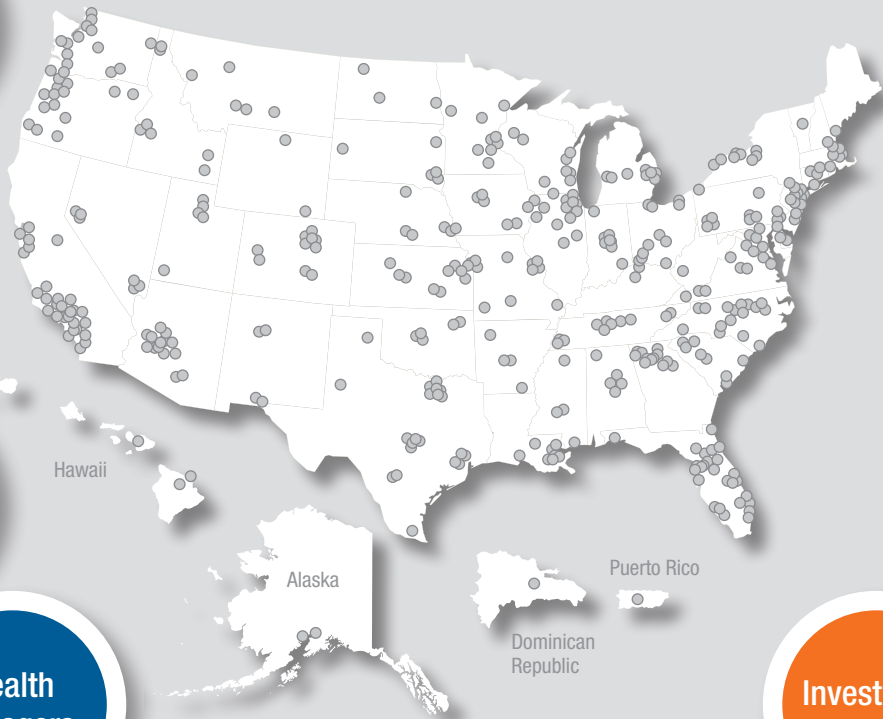 Hawaii
Alaska
Puerto Rico
Dominican
Republic
ealth
Invest